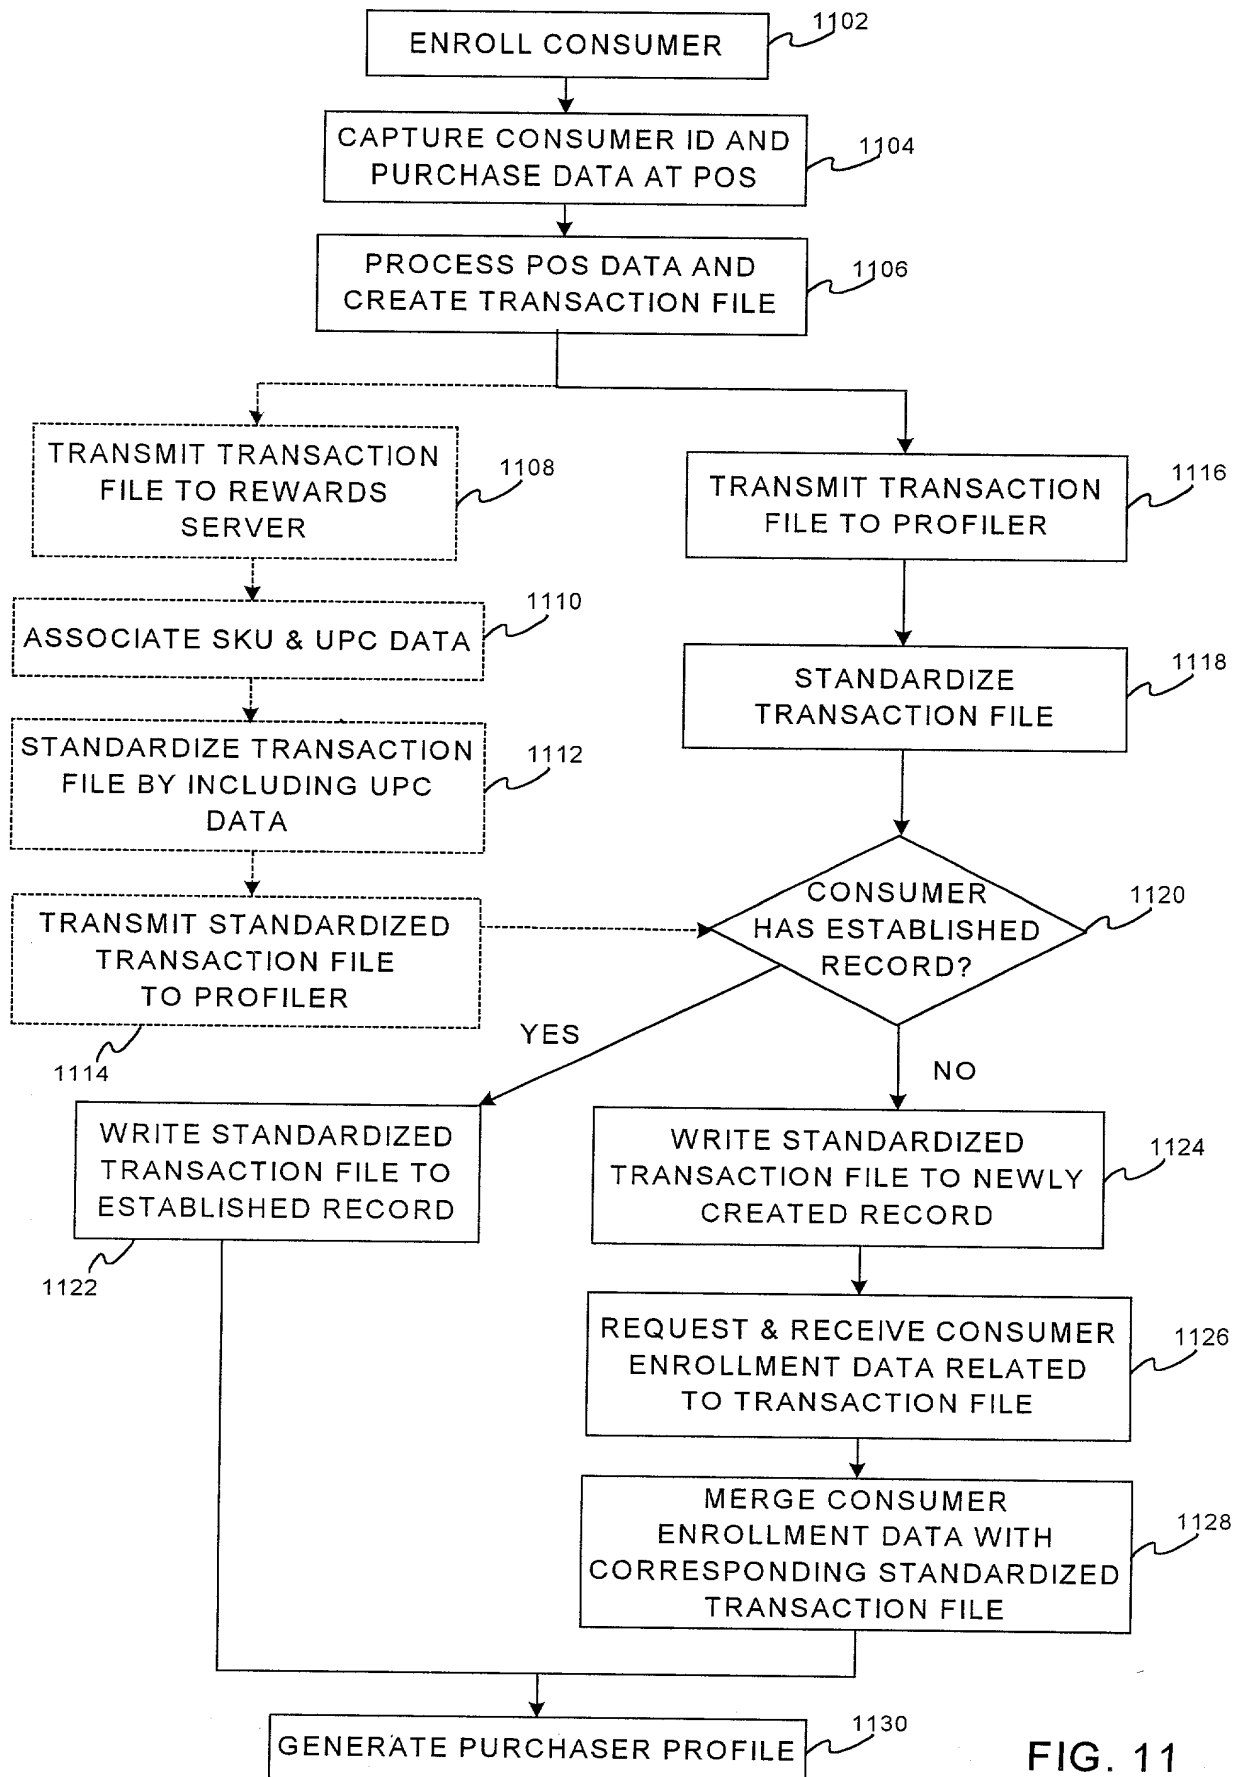 ENROLL CONSUMER
1102
CAPTURE CONSUMER ID AND
PURCHASE DATA AT POS
1104
PROCESS POS DATA AND
CREATE TRANSACTION FILE
1106
TRANSMIT TRANSACTION
FILE TO REWARDS
SERVER
1108
ASSOCIATE SKU & UPC DATA
1110
STANDARDIZE TRANSACTION
FILE BY INCLUDING UPC
DATA
1112
TRANSMIT STANDARDIZED
TRANSACTION FILE
TO PROFILER
1114
TRANSMIT TRANSACTION
FILE TO PROFILER
1116
STANDARDIZE
TRANSACTION FILE
1118
CONSUMER
HAS ESTABLISHED
RECORD?
1120
YES
NO
WRITE STANDARDIZED
TRANSACTION FILE TO
ESTABLISHED RECORD
1122
WRITE STANDARDIZED
TRANSACTION FILE TO NEWLY
CREATED RECORD
1124
REQUEST & RECEIVE CONSUMER
ENROLLMENT DATA RELATED
TO TRANSACTION FILE
1126
MERGE CONSUMER
ENROLLMENT DATA WITH
CORRESPONDING STANDARDIZED
TRANSACTION FILE
1128
GENERATE PURCHASER PROFILE
1130
FIG. 11